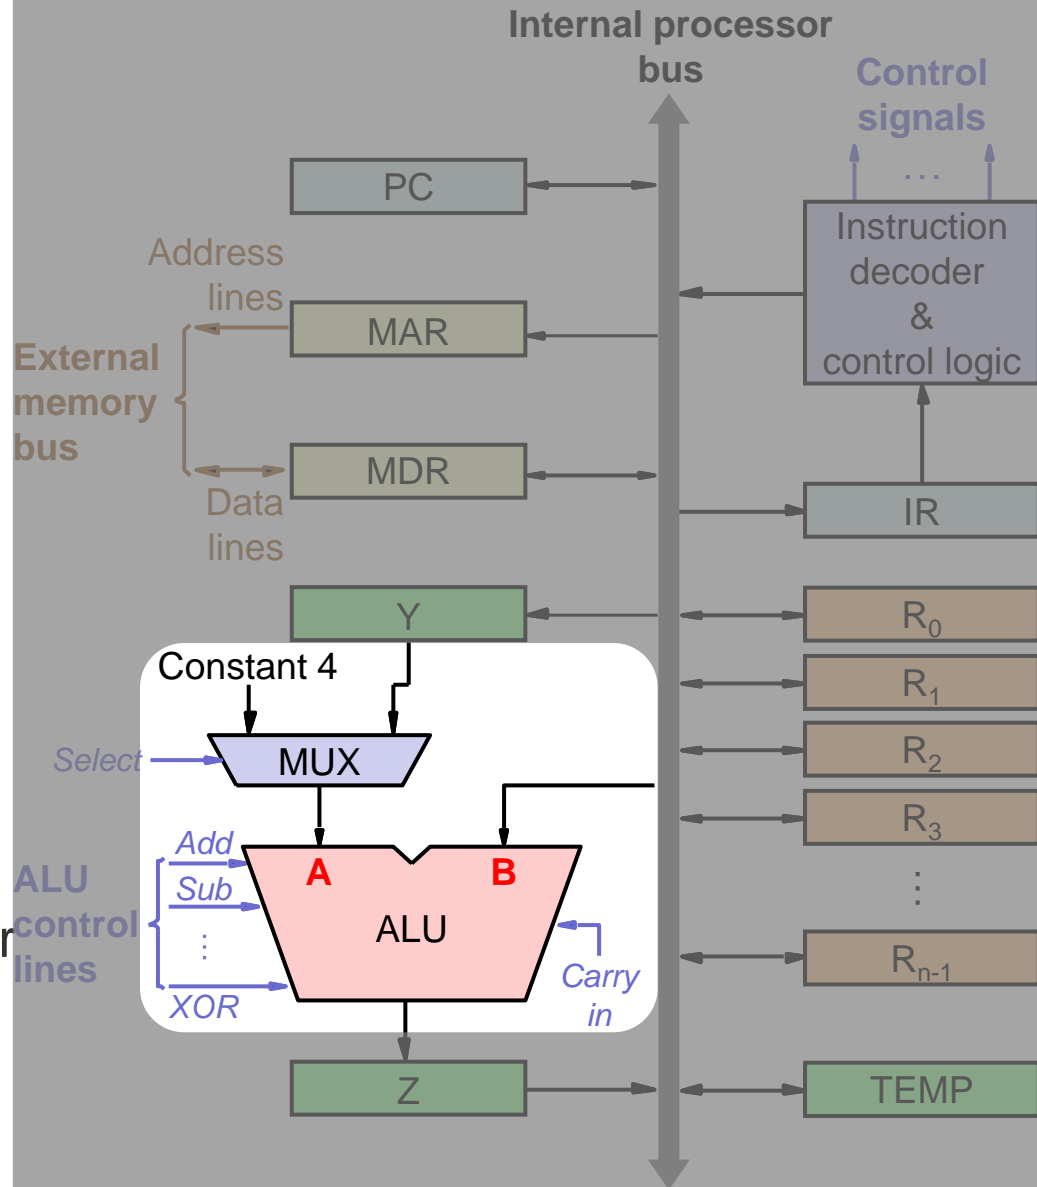 Internal processor
bus
Control
signals
...
PC
Instruction
decoder
&
control logic
Address
lines
MAR
External
memory
bus
MDR
Data
lines
IR
Y
R0
Constant 4
R1
Select
MUX
R2
R3
Add
A
B
ALU
control
lines
Sub
⋮
ALU
⋮
r
XOR
Carry
in
Rn-1
Z
TEMP